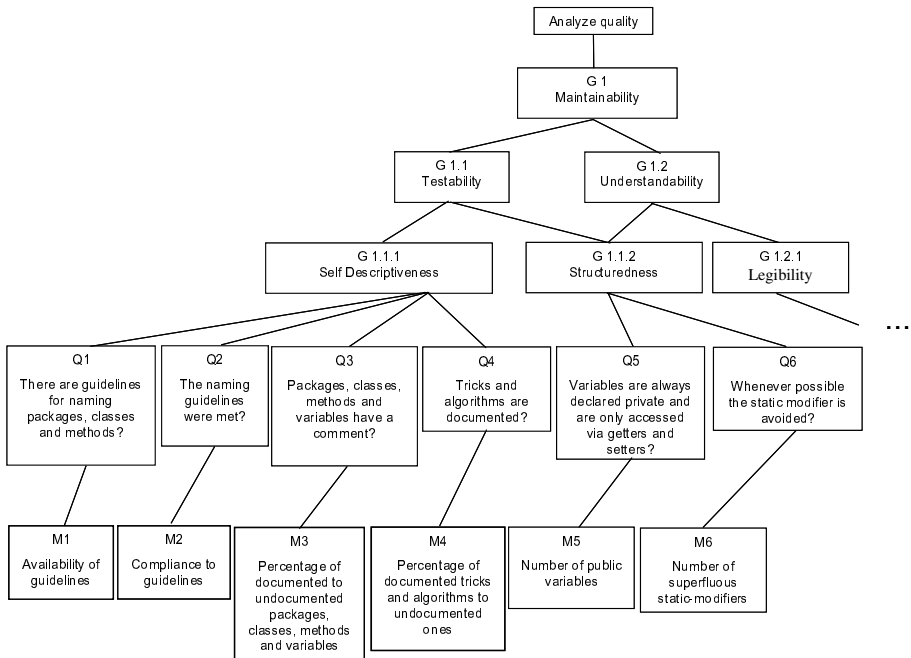 Analyze quality
G 1
Maintainability
G 1.1
Testability
G 1.2
Understandability
G 1.1.1
Self Descriptiveness
G 1.1.2
Structuredness
G 1.2.1
Legibility
...
Q1
There are guidelines
for naming
packages, classes
and methods?
Q2
The naming
guidelines
were met?
Q3
Packages, classes,
methods and
variables have a
comment?
Q4
Tricks and
algorithms are
documented?
Q5
Variables are always
declared private and
are only accessed
via getters and
setters?
Q6
Whenever possible
the static modifier is
avoided?
M1
Availability of
guidelines
M2
Compliance to
guidelines
M3
Percentage of
documented to
undocumented
packages,
classes, methods
and variables
M4
Percentage of
documented tricks
and algorithms to
undocumented
ones
M5
Number of public
variables
M6
Number of
superfluous
static-modifiers